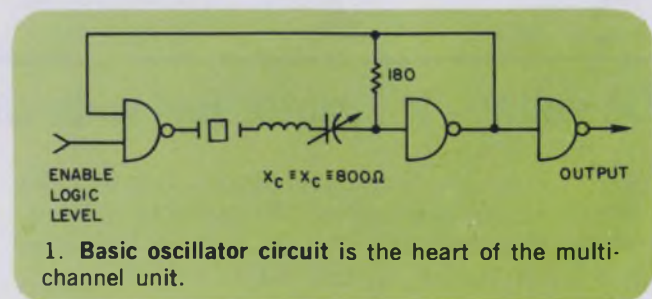 180
ENABLE
LOGIC
LEVEL
X_C ≡ X_C ≡ 800Ω
OUTPUT
1. Basic oscillator circuit is the heart of the multi-
channel unit.